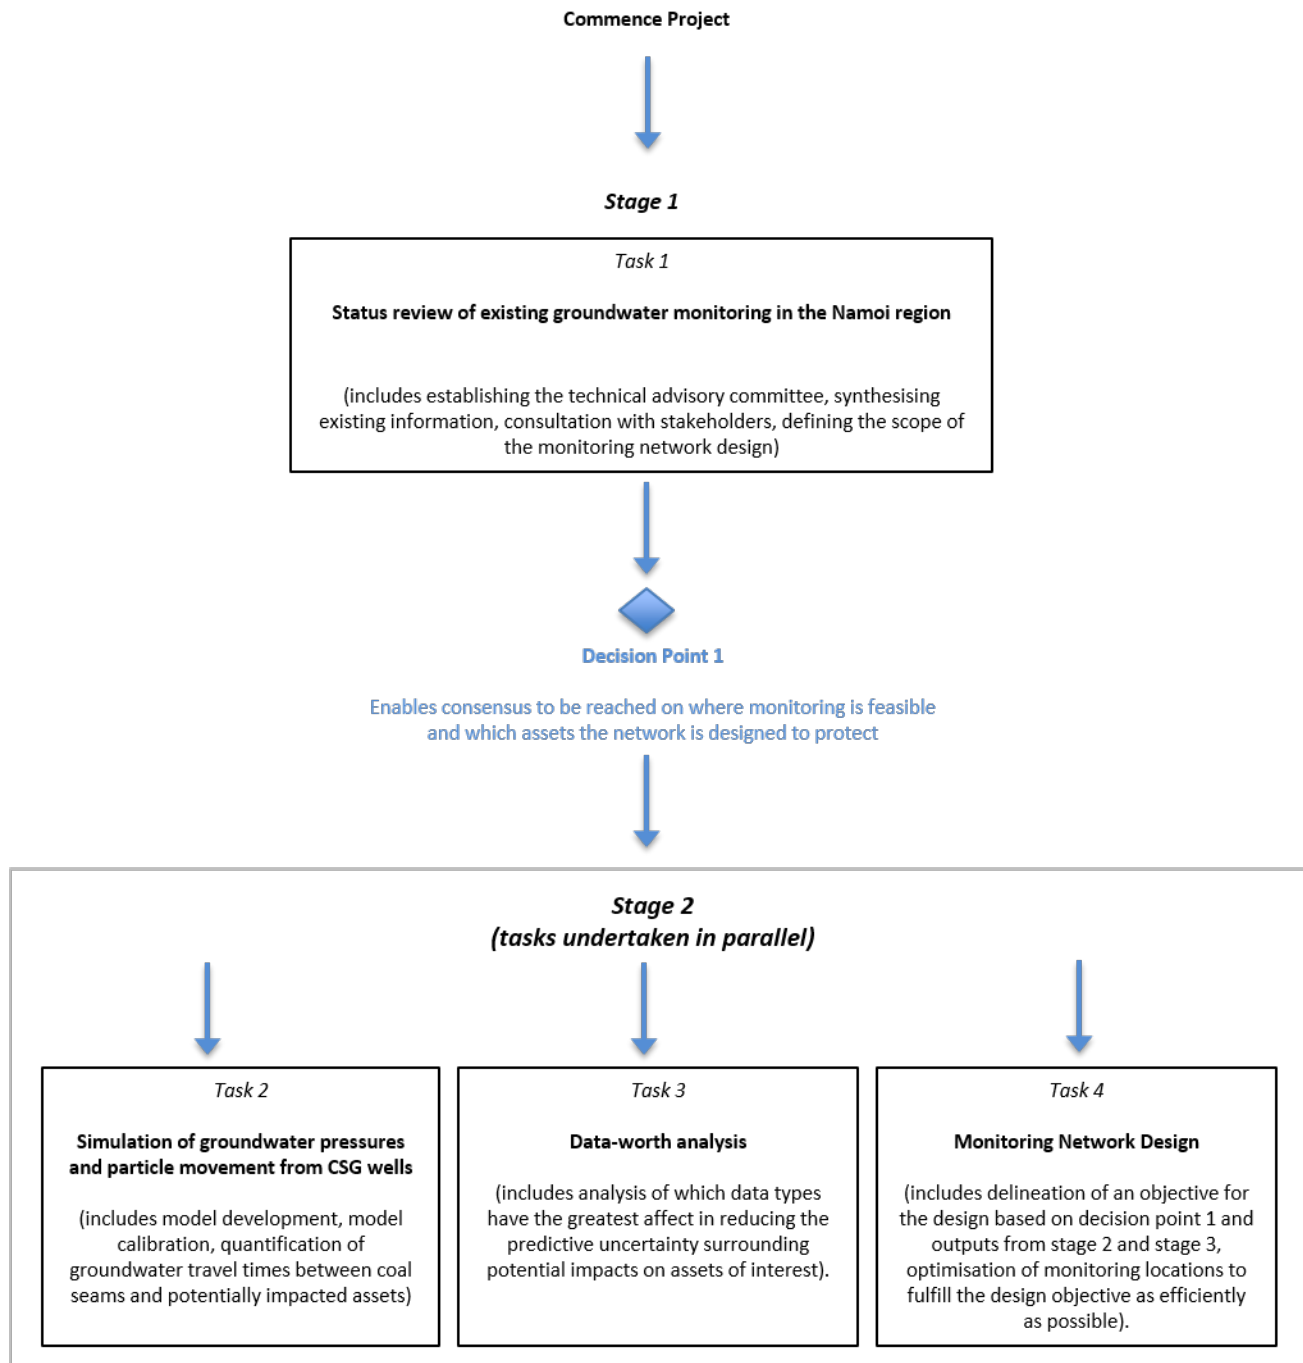 Commence Project
Stage 1
Task 1
Status review of existing groundwater monitoring in the Namoi region
(includes establishing the technical advisory committee, synthesising
existing information, consultation with stakeholders, defining the scope of
the monitoring network design)
Decision Point 1
Enables consensus to be reached on where monitoring is feasible
and which assets the network is designed to protect
Stage 2
(tasks undertaken in parallel)
Task 2
Simulation of groundwater pressures
and particle movement from CSG wells
(includes model development, model
calibration, quantification of
groundwater travel times between coal
seams and potentially impacted assets)
Task 3
Data-worth analysis
(includes analysis of which data types
have the greatest affect in reducing the
predictive uncertainty surrounding
potential impacts on assets of interest).
Task 4
Monitoring Network Design
(includes delineation of an objective for
the design based on decision point 1 and
outputs from stage 2 and stage 3,
optimisation of monitoring locations to
fulfill the design objective as efficiently
as possible).